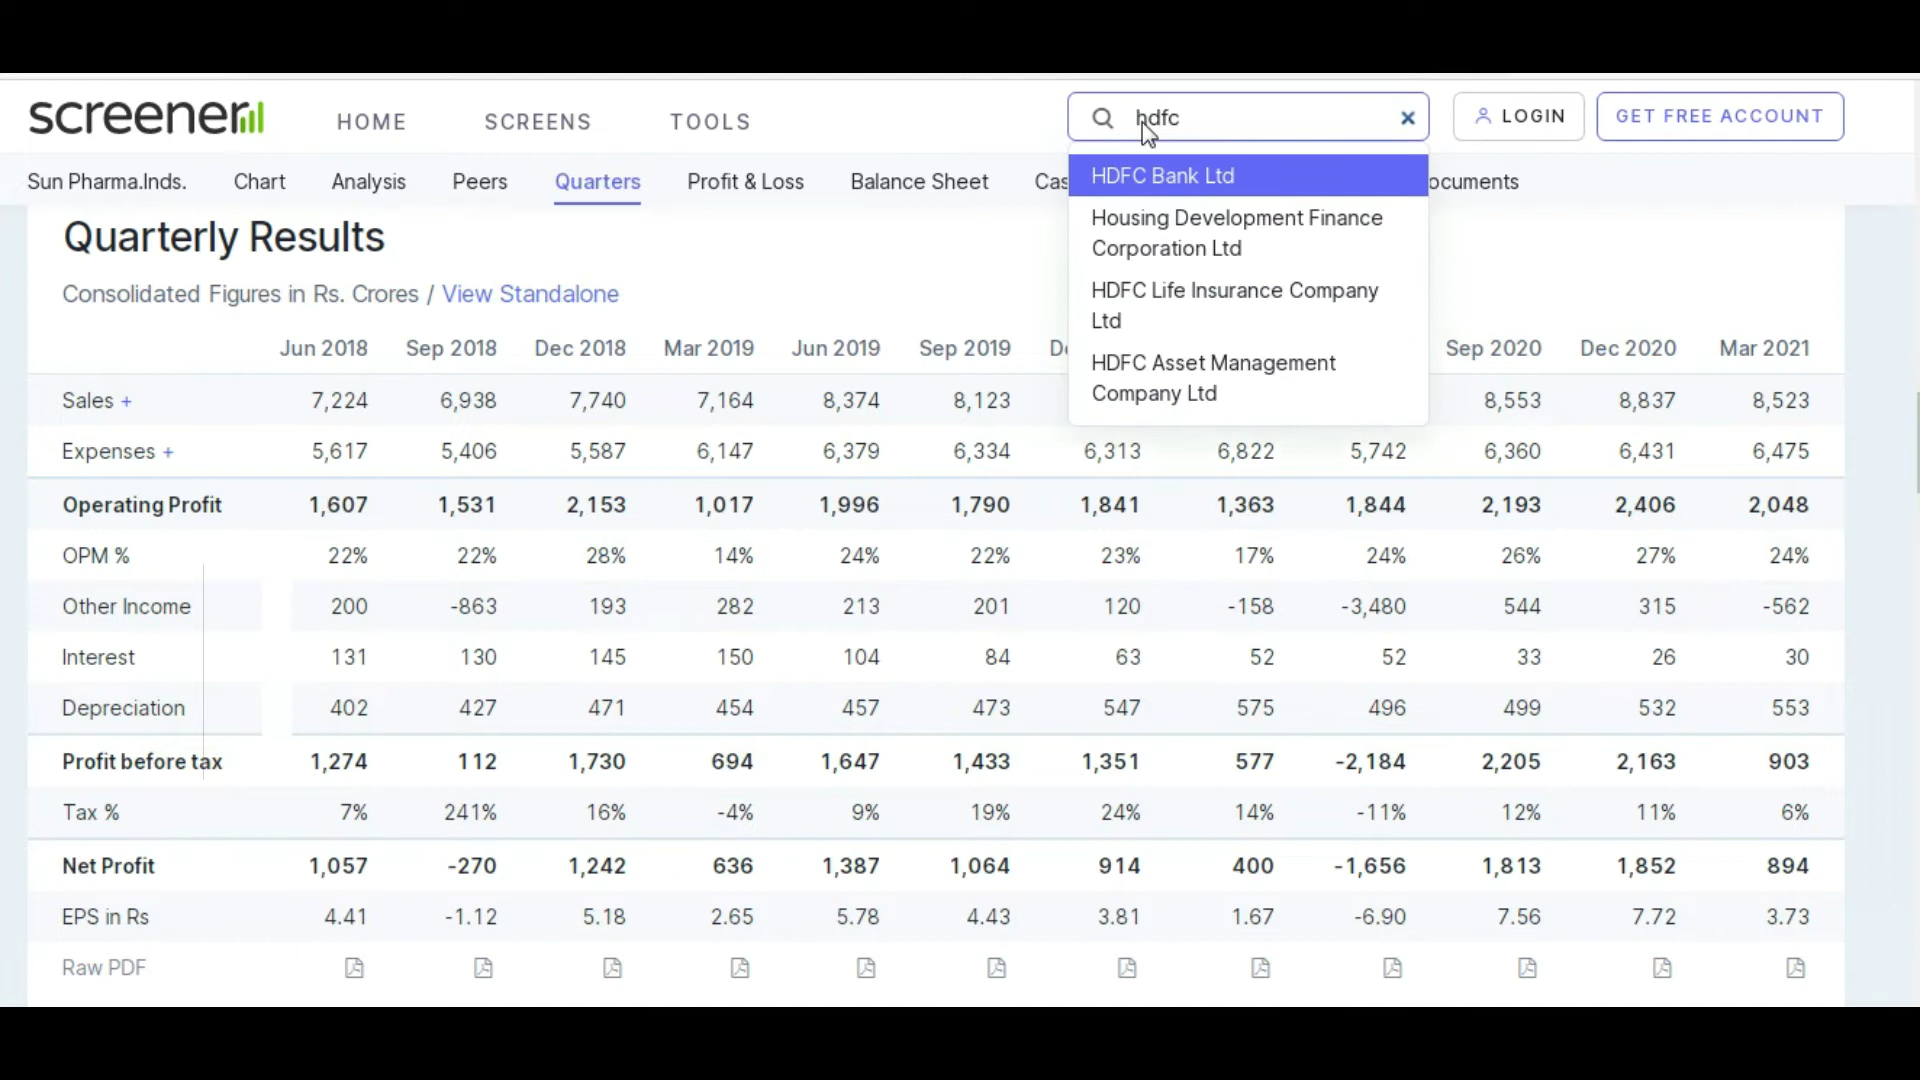 screener
HOME SCREENS TOOLS
hdfc
LOGIN
GET FREE ACCOUNT
Sun Pharma.Inds. Chart Analysis Peers Quarters Profit & Loss Balance Sheet Cas ocuments
HDFC Bank Ltd
Housing Development Finance
Corporation Ltd
HDFC Life Insurance Company
Ltd
HDFC Asset Management
Company Ltd
Quarterly Results
Consolidated Figures in Rs. Crores / View Standalone
Jun 2018 Sep 2018 Dec 2018 Mar 2019 Jun 2019 Sep 2019 Sep 2020 Dec 2020 Mar 2021
Sales + 7,224 6,938 7,740 7,164 8,374 8,123 8,553 8,837 8,523
Expenses + 5,617 5,406 5,587 6,147 6,379 6,334 6,313 6,822 5,742 6,360 6,431 6,475
Operating Profit 1,607 1,531 2,153 1,017 1,996 1,790 1,841 1,363 1,844 2,193 2,406 2,048
OPM % 22% 22% 28% 14% 24% 22% 23% 17% 24% 26% 27% 24%
Other Income 200 -863 193 282 213 201 120 -158 -3,480 544 315 -562
Interest 131 130 145 150 104 84 63 52 52 33 26 30
Depreciation 402 427 471 454 457 473 547 575 496 499 532 553
Profit before tax 1,274 112 1,730 694 1,647 1,433 1,351 577 -2,184 2,205 2,163 903
Tax % 7% 241% 16% -4% 9% 19% 24% 14% -11% 12% 11% 6%
Net Profit 1,057 -270 1,242 636 1,387 1,064 914 400 -1,656 1,813 1,852 894
EPS in Rs 4.41 -1.12 5.18 2.65 5.78 4.43 3.81 1.67 -6.90 7.56 7.72 3.73
Raw PDF